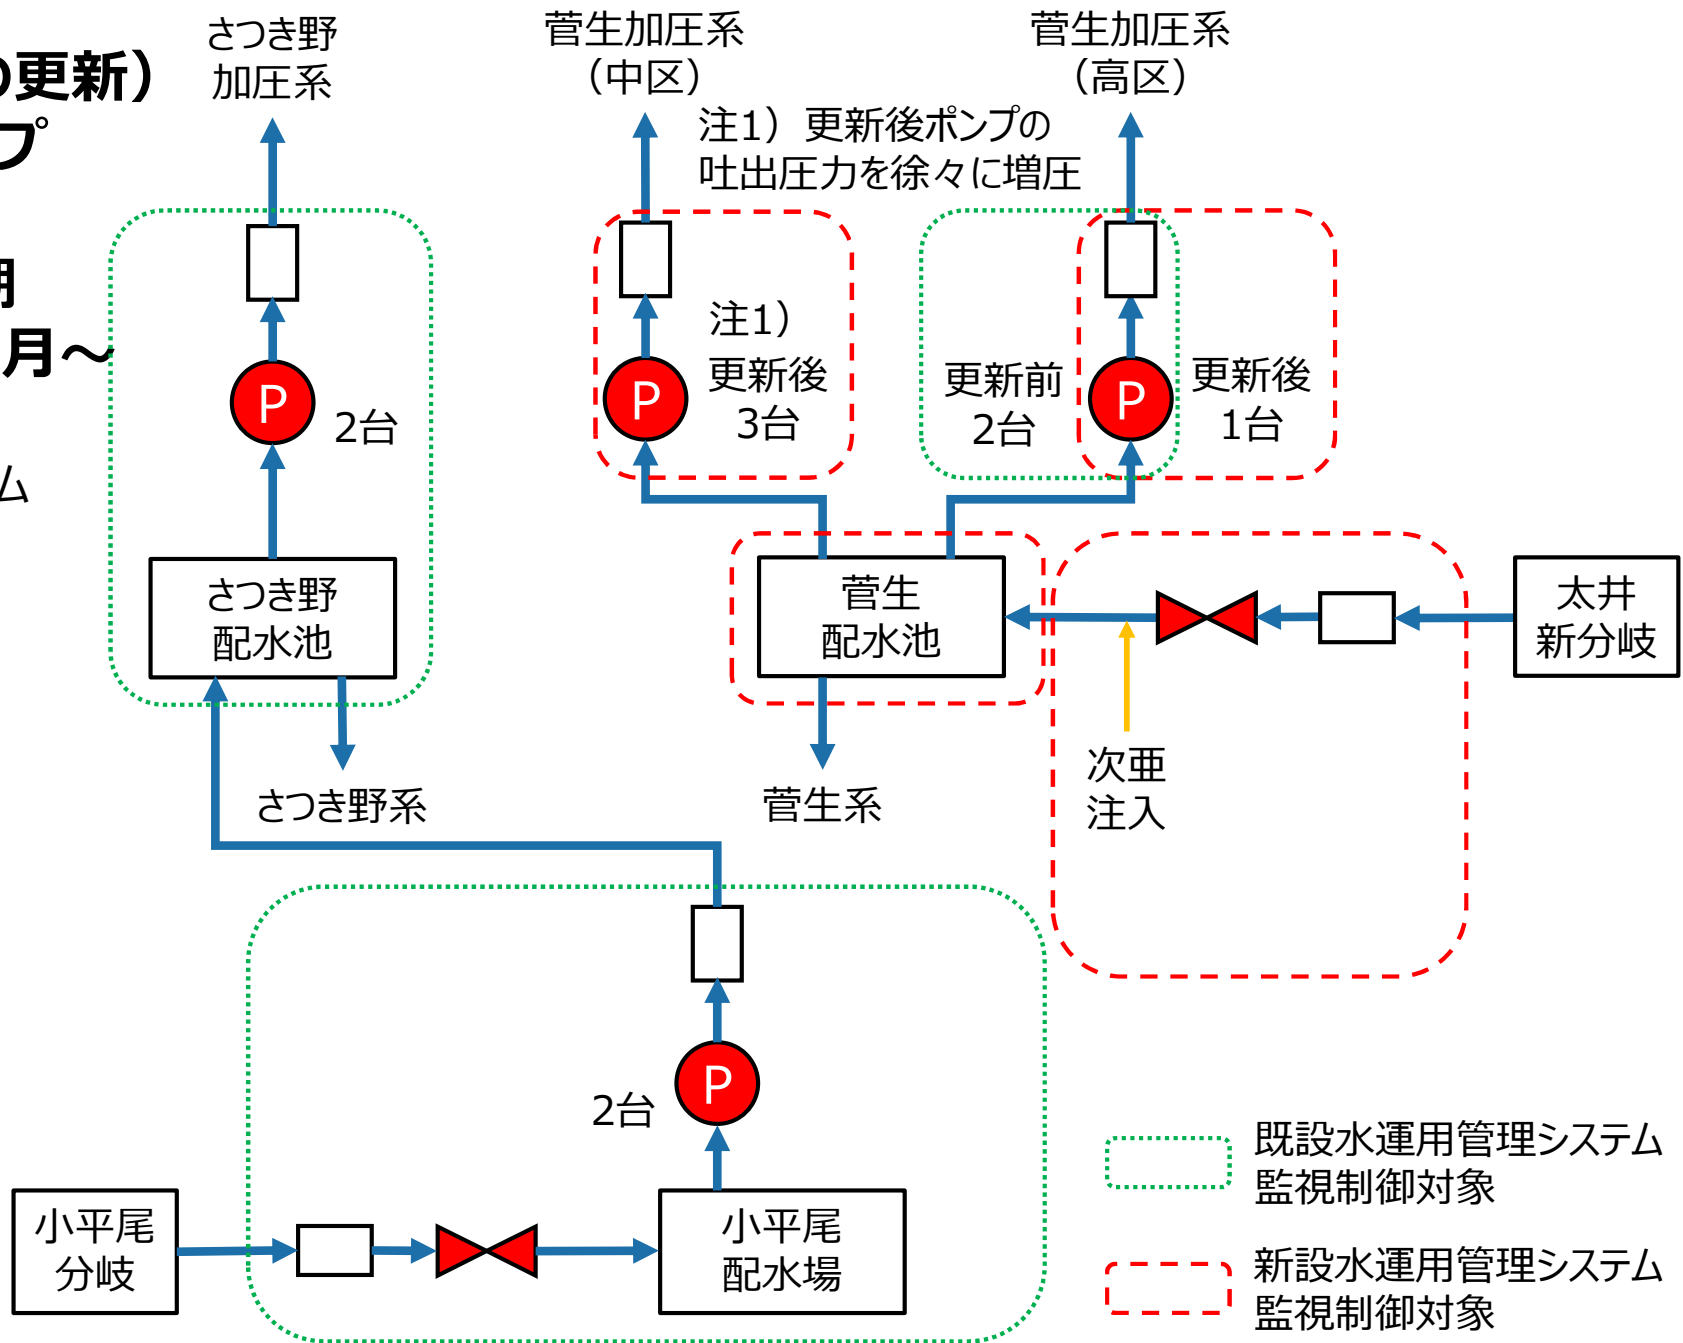 の更新）
プ
期
月～
ム
さつき野
加圧系
菅生加圧系
（中区）
菅生加圧系
（高区）
注1）更新後ポンプの
吐出圧力を徐々に増圧
P
2台
P
注1）
更新後
3台
更新前
2台
P
更新後
1台
さつき野
配水池
菅生
配水池
太井
新分岐
さつき野系
菅生系
次亜
注入
P
2台
小平尾
分岐
小平尾
配水場
既設水運用管理システム
監視制御対象
新設水運用管理システム
監視制御対象